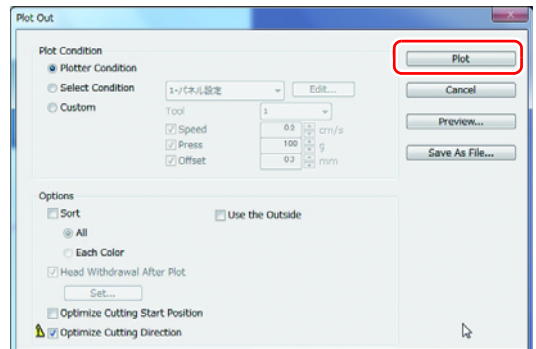 Plot Out
Plot Condition
Plotter Condition
Select Condition
1-パネル設定
Edit...
Custom
Tool
1
Speed
0.2 cm/s
Press
100 g
Offset
0.3 mm
Plot
Cancel
Preview...
Save As File...
Options
Sort
Use the Outside
All
Each Color
Head Withdrawal After Plot
Set...
Optimize Cutting Start Position
Optimize Cutting Direction